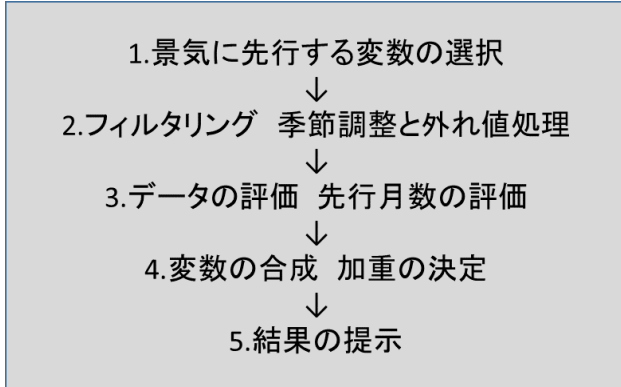 1.景気に先行する変数の選択
↓
2.フィルタリング 季節調整と外れ値処理
↓
3.データの評価 先行月数の評価
↓
4.変数の合成 加重の決定
↓
5.結果の提示